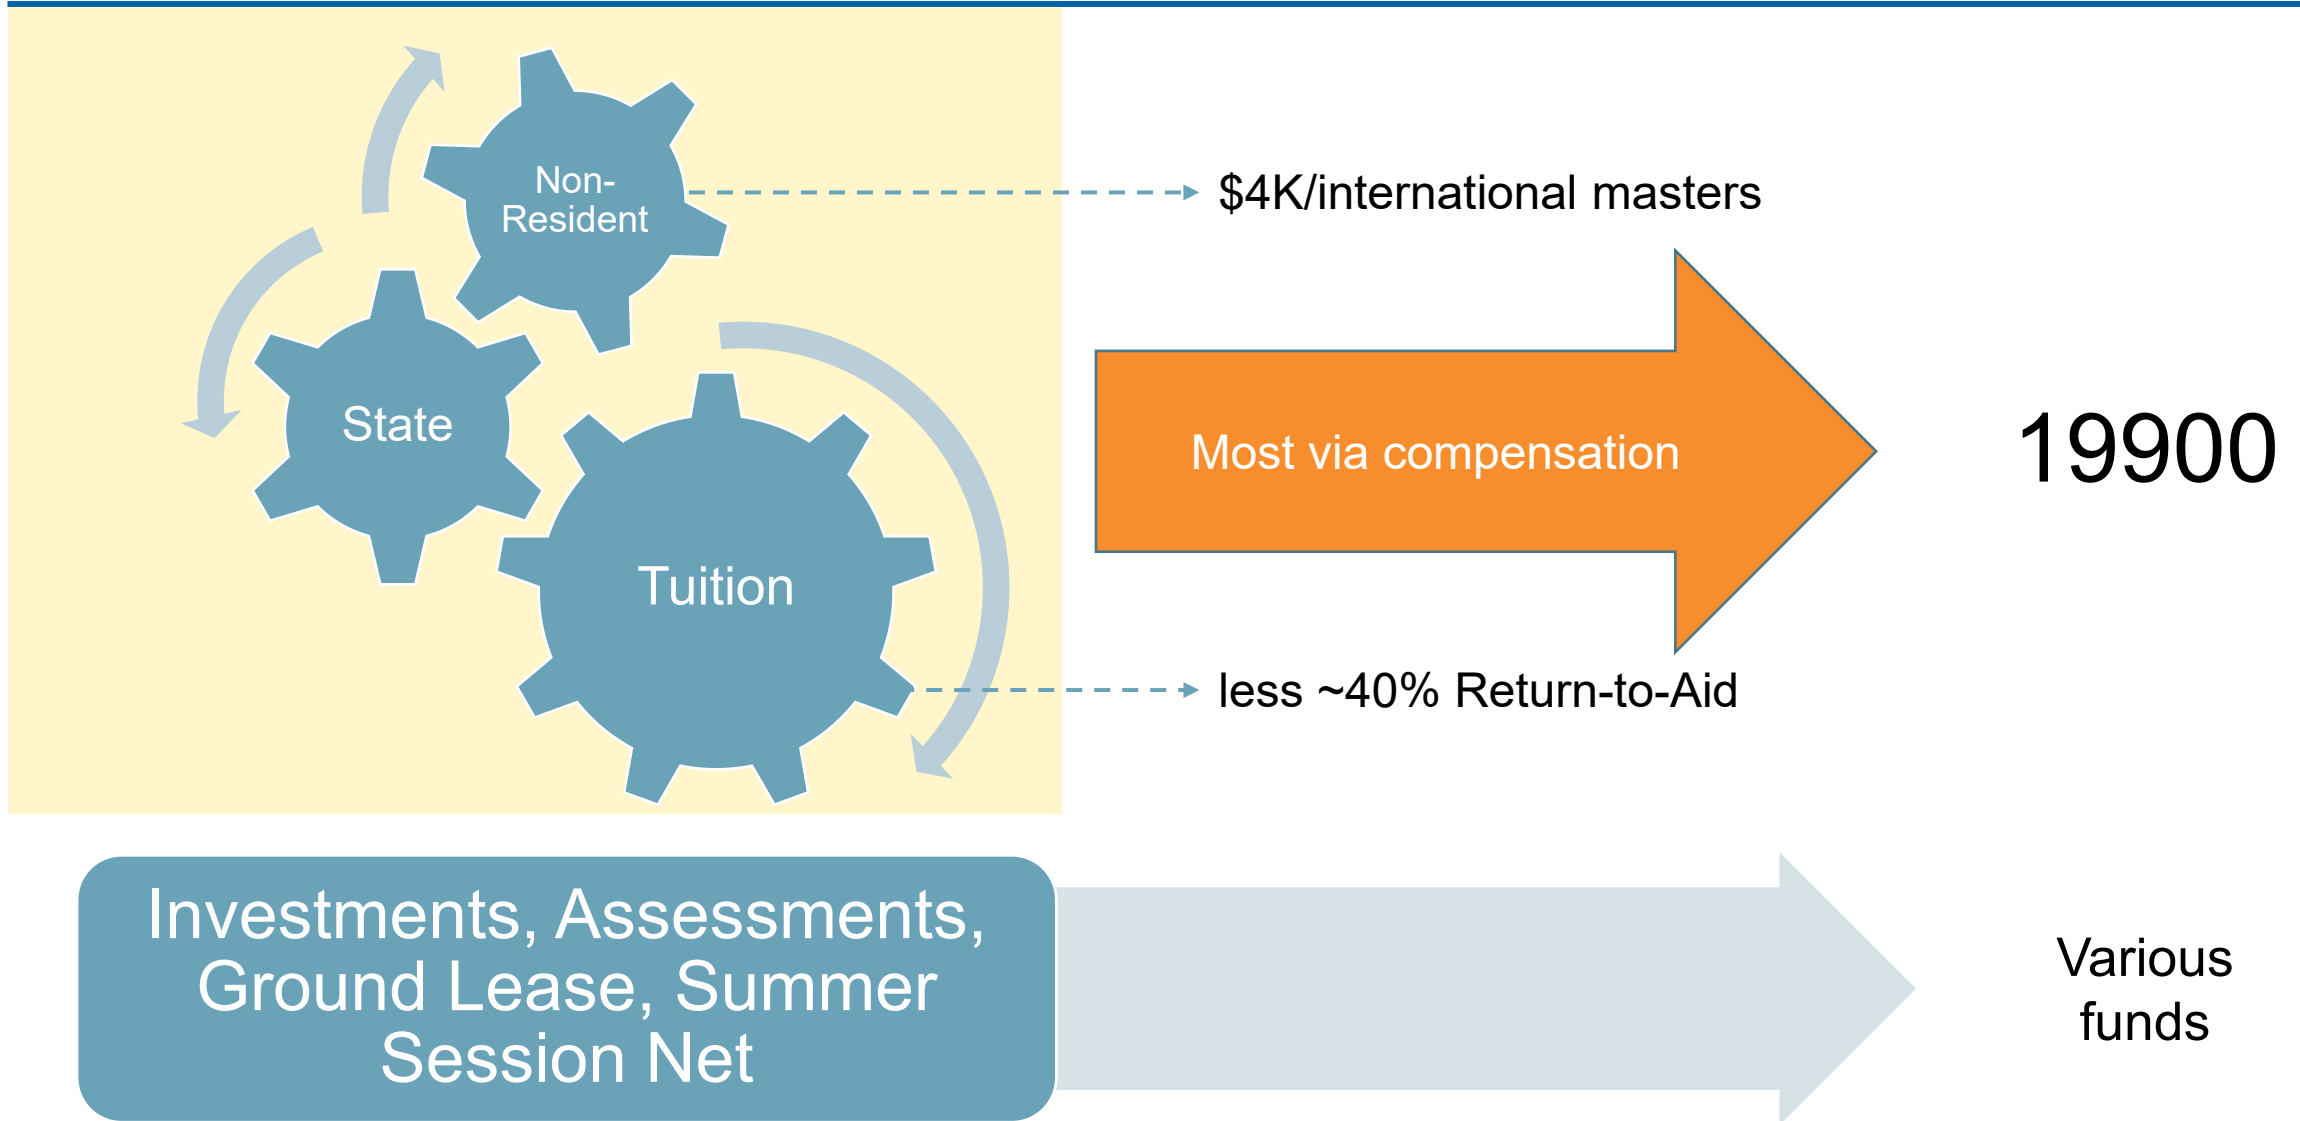 Non-
Resident
$4K/international masters
State
Most via compensation
19900
Tuition
less ~40% Return-to-Aid
Investments, Assessments,
Ground Lease, Summer
Session Net
Various
funds